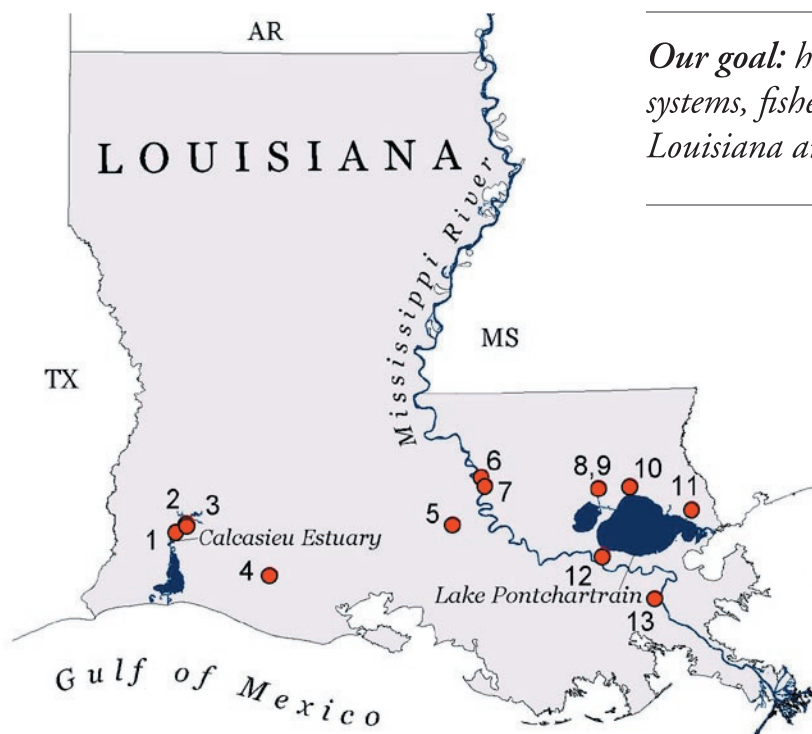 AR
Our goal: h
systems, fishe
Louisiana a
LOUISIANA
Mississippi River
MS
TX
6
7
8,9
10
11
2
3
1
Calcasieu Estuary
5
4
12
Lake Pontchartrain
13
Gulf of Mexico